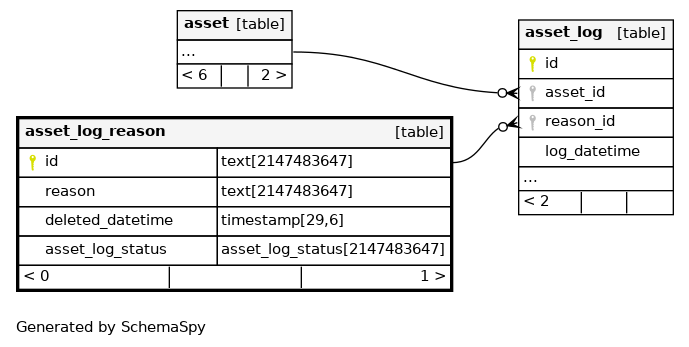 asset [table]
...
< 6 2 >
asset_log [table]
id
asset_id
reason_id
log_datetime
...
< 2
asset_log_reason [table]
id text[2147483647]
reason text[2147483647]
deleted_datetime timestamp[29,6]
asset_log_status asset_log_status[2147483647]
< 0 1 >
Generated by SchemaSpy